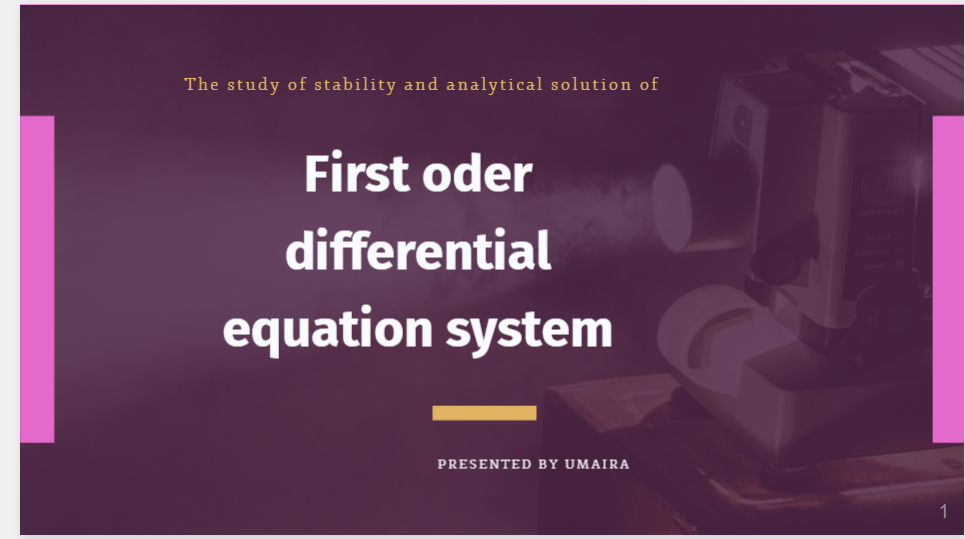 The study of stability and analytical solution of
First oder
differential
equation system
PRESENTED BY UMAIRA
1